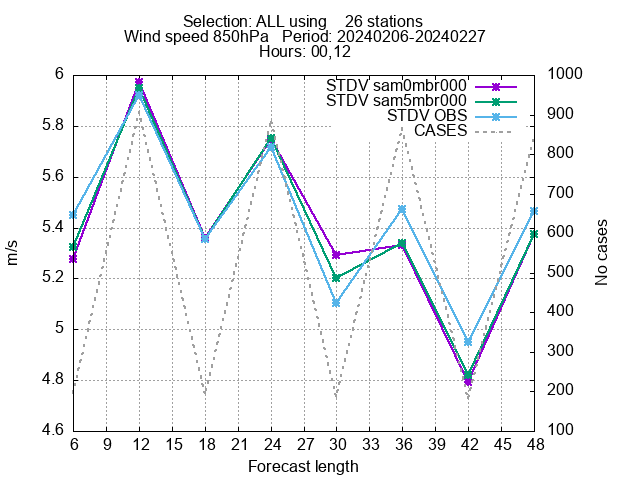 Selection: ALL using    26 stations
Wind speed 850hPa   Period: 20240206-20240227
Hours: 00,12
STDV sam0mbr000
STDV sam5mbr000
STDV OBS
CASES
6
5.8
5.6
5.4
5.2
5
4.8
4.6
m/s
1000
900
800
700
600
500
400
300
200
100
No cases
6 9 12 15 18 21 24 27 30 33 36 39 42 45 48
Forecast length